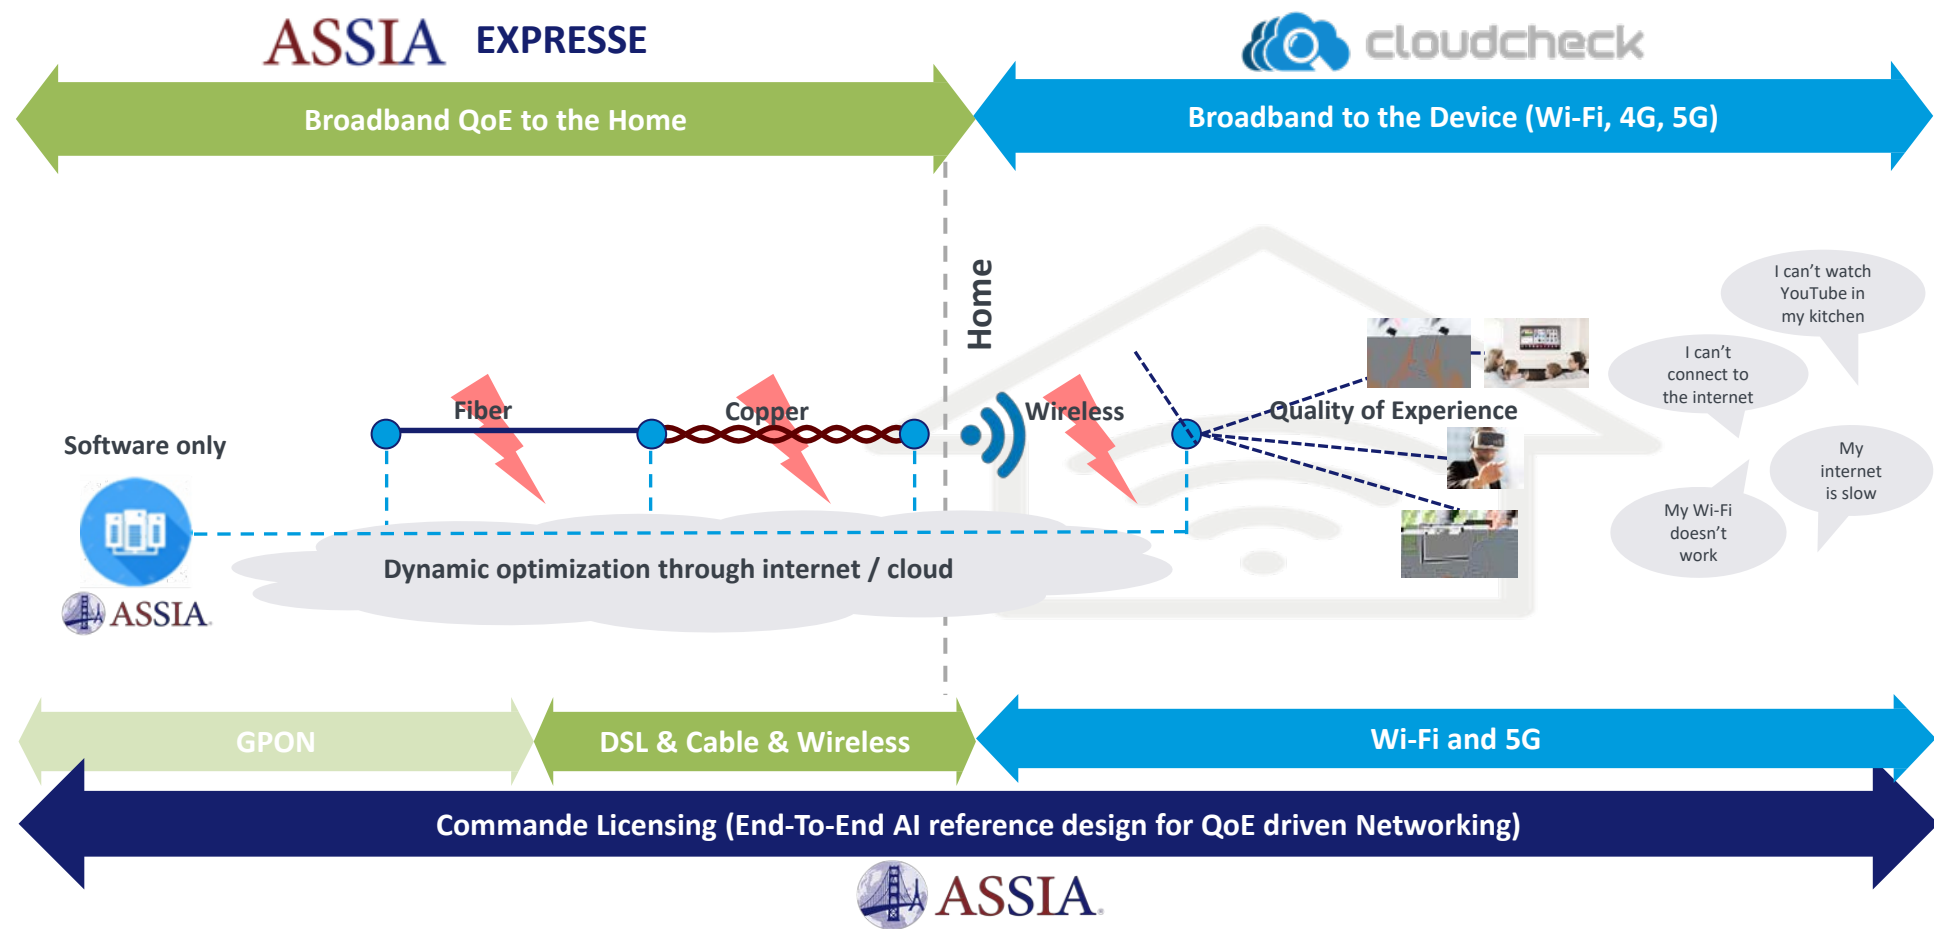 ASSIA EXPRESSE
cloudcheck
Broadband QoE to the Home
Broadband to the Device (Wi-Fi, 4G, 5G)
Home
I can't watch
YouTube in
my kitchen
I can't
connect to
the internet
Fiber
Copper
Wireless
Quality of Experience
Software only
My
internet
is slow
My Wi-Fi
doesn't
work
Dynamic optimization through internet / cloud
ASSIA
GPON
DSL & Cable & Wireless
Wi-Fi and 5G
Commande Licensing (End-To-End AI reference design for QoE driven Networking)
ASSIA